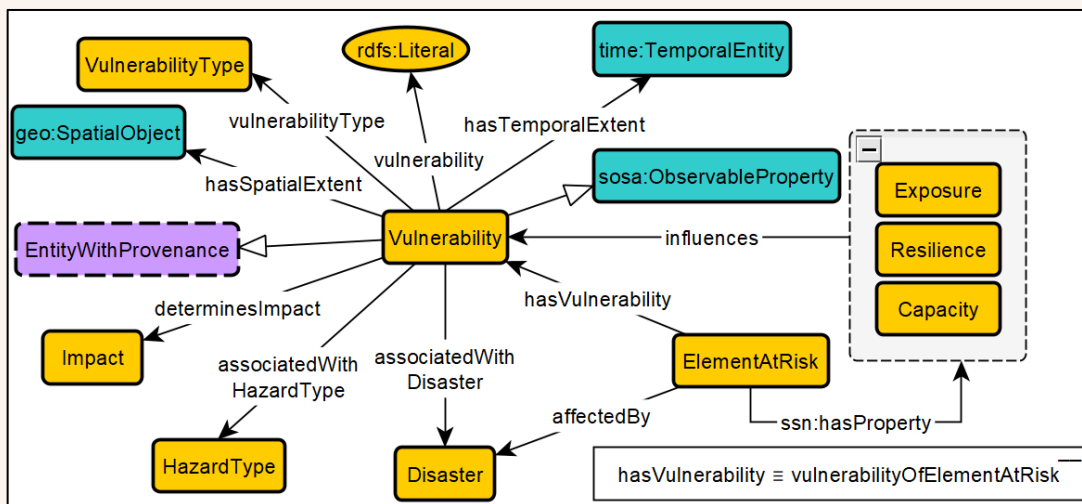 rdfs:Literal
time:TemporalEntity
VulnerabilityType
geo:SpatialObject
vulnerabilityType
hasTemporalExtent
vulnerability
hasSpatialExtent
sosa:ObservableProperty
Exposure
Vulnerability
EntityWithProvenance
influences
Resilience
hasVulnerability
Capacity
determinesImpact
Impact
associatedWith
HazardType
associatedWith
Disaster
ElementAtRisk
affectedBy
ssn:hasProperty
HazardType
Disaster
hasVulnerability ≡ vulnerabilityOfElementAtRisk⁻